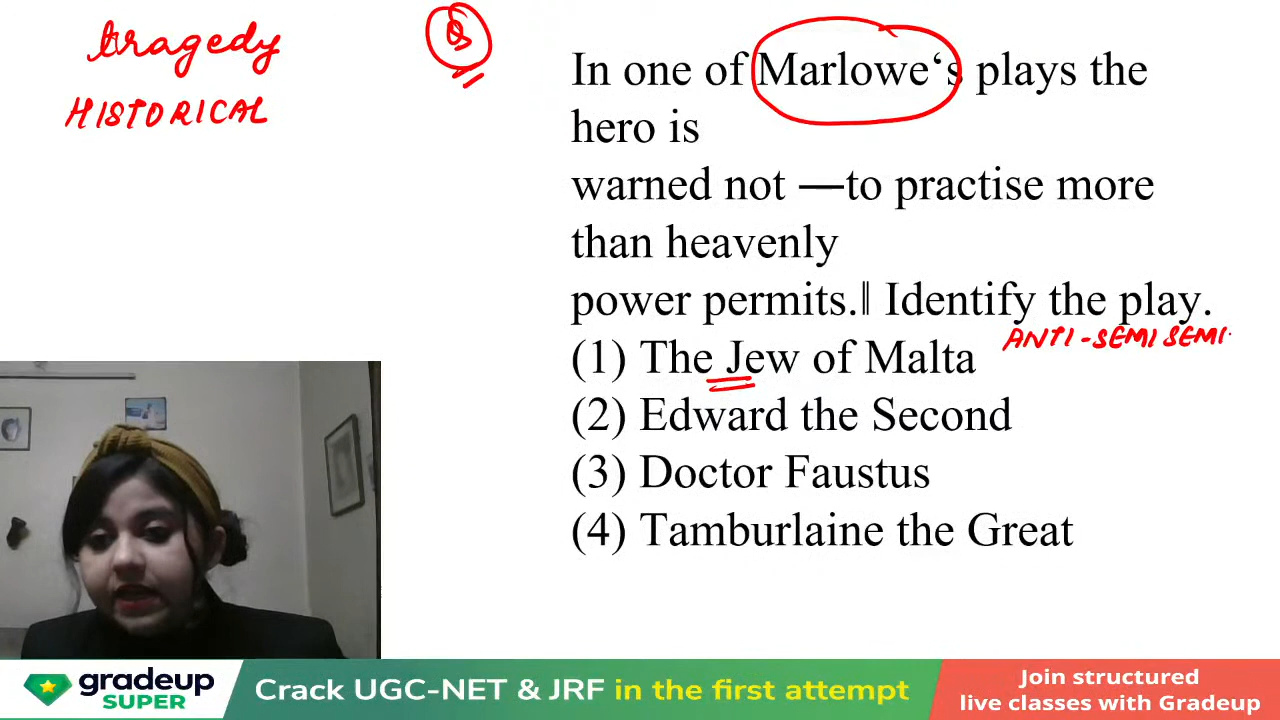 tragedy
HISTORICAL
Q
In one of Marlowe‘s plays the
hero is
warned not ―to practise more
than heavenly
power permits.‖ Identify the play.
ANTI-SEMISEMI
(1) The Jew of Malta
(2) Edward the Second
(3) Doctor Faustus
(4) Tamburlaine the Great
gradeup
SUPER
Crack UGC-NET & JRF in the first attempt
Join structured
live classes with Gradeup